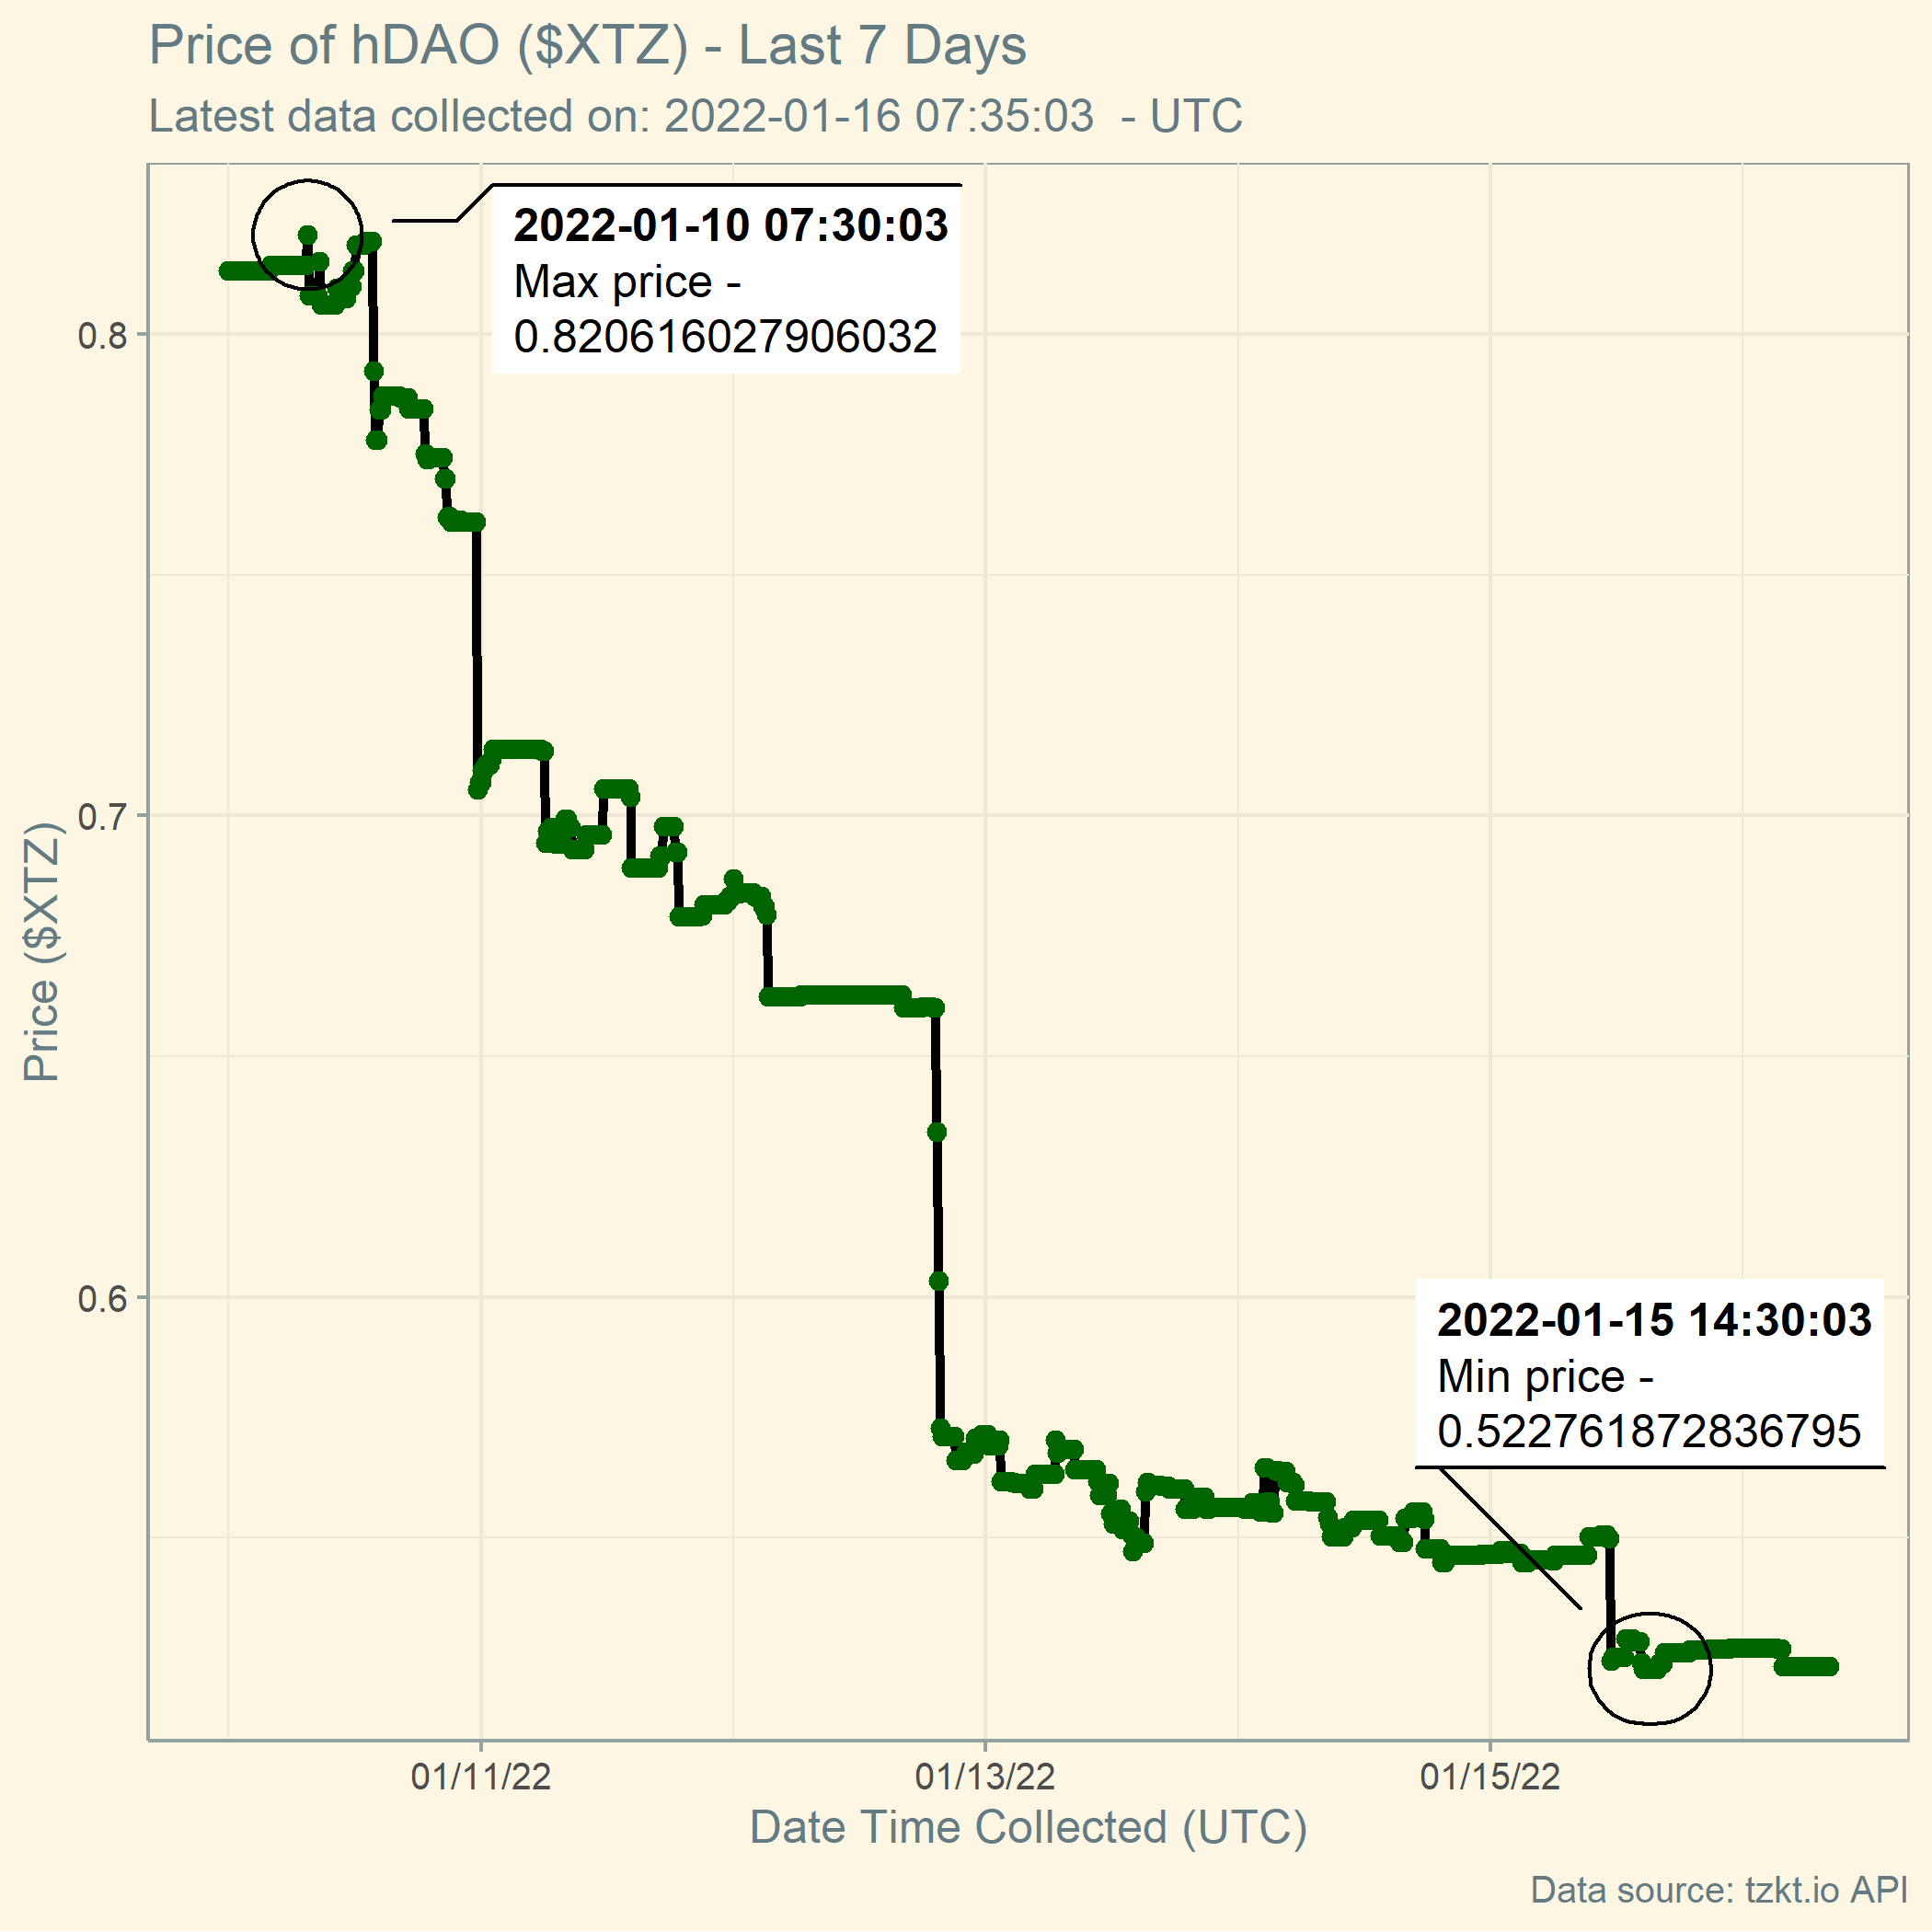 Price of hDAO ($XTZ) - Last 7 Days
Latest data collected on: 2022-01-16 07:35:03  - UTC
2022-01-10 07:30:03
Max price -
0.820616027906032
0.8
0.7
Price ($XTZ)
0.6
2022-01-15 14:30:03
Min price -
0.522761872836795
01/11/22
01/13/22
01/15/22
Date Time Collected (UTC)
Data source: tzkt.io API